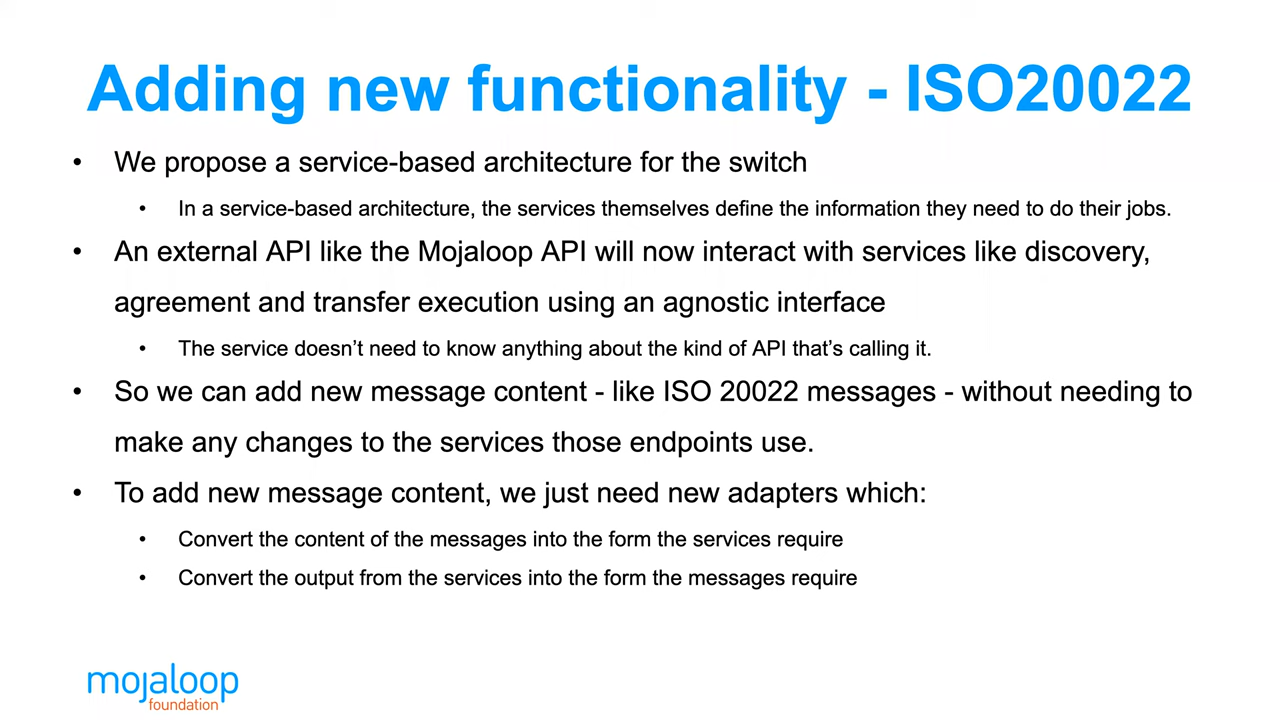 Adding new functionality - ISO20022
• We propose a service-based architecture for the switch
• In a service-based architecture, the services themselves define the information they need to do their jobs.
• An external API like the Mojaloop API will now interact with services like discovery,
agreement and transfer execution using an agnostic interface
• The service doesn’t need to know anything about the kind of API that’s calling it.
• So we can add new message content - like ISO 20022 messages - without needing to
make any changes to the services those endpoints use.
• To add new message content, we just need new adapters which:
• Convert the content of the messages into the form the services require
• Convert the output from the services into the form the messages require
mojaloop
foundation